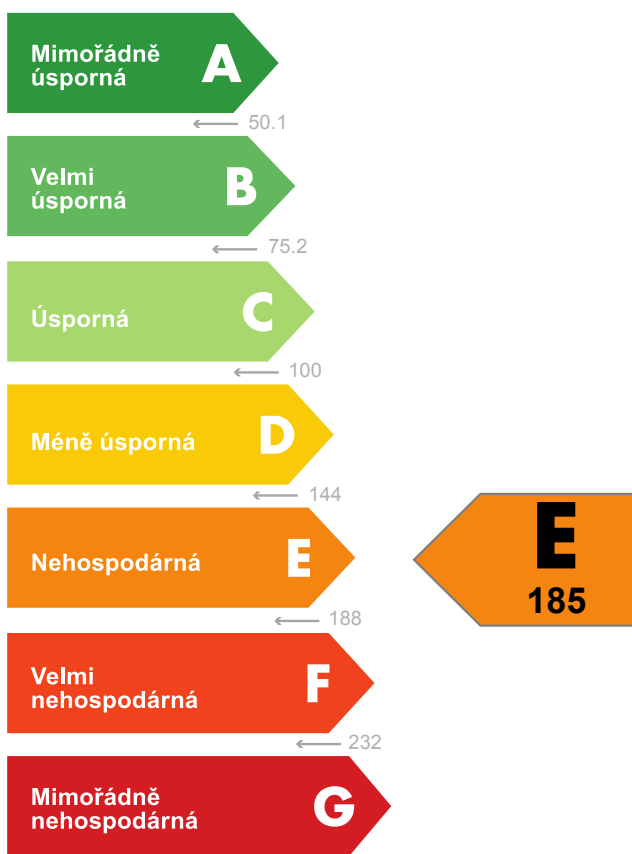 Mimořádně
úsporná
A
50.1
Velmi
úsporná
B
75.2
Úsporná
C
100
Méně úsporná
D
144
Nehospodárná
E
188
E
185
Velmi
nehospodárná
F
232
Mimořádně
nehospodárná
G